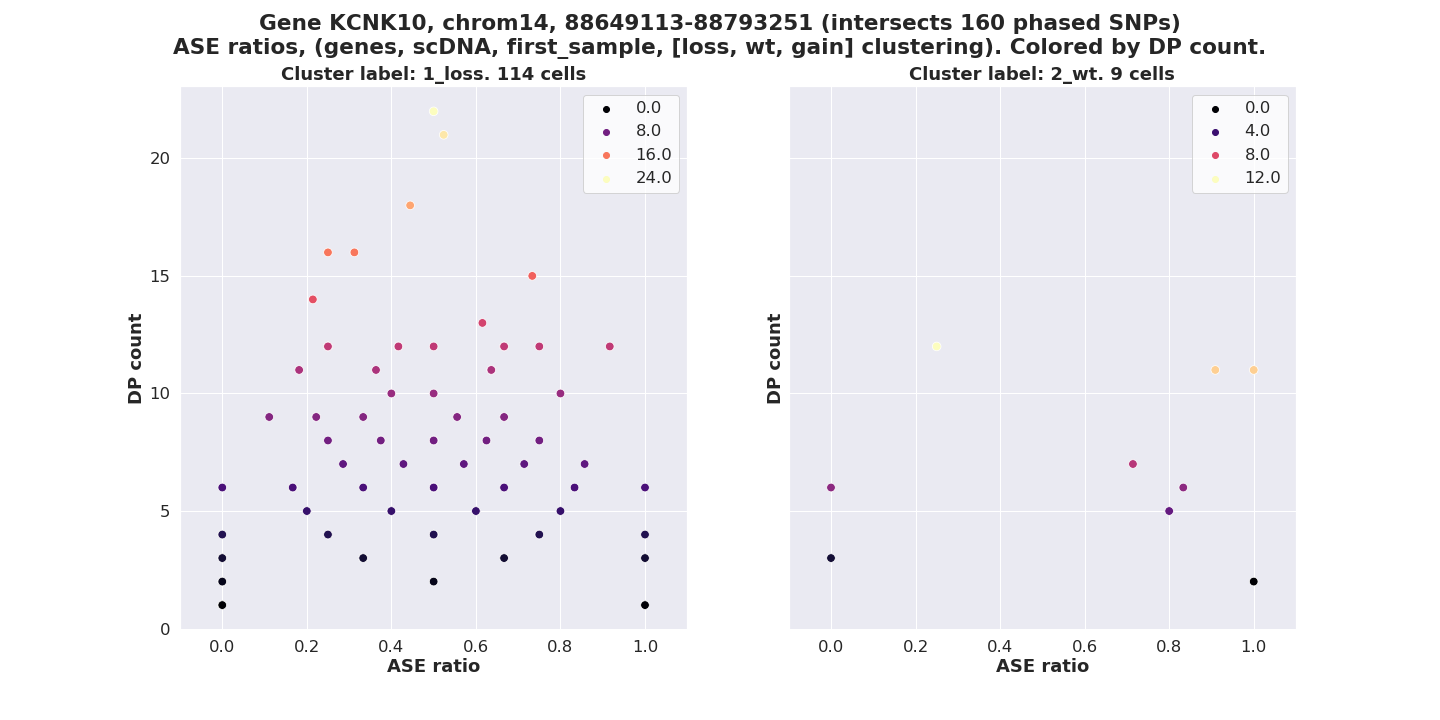 Gene KCNK10, chrom14, 88649113-88793251 (intersects 160 phased SNPs)
ASE ratios, (genes, scDNA, first_sample, [loss, wt, gain] clustering). Colored by DP count.
Cluster label: 1_loss. 114 cells
0.0
8.0
16.0
24.0
20
15
10
5
0
DP count
0.0 0.2 0.4 0.6 0.8 1.0
ASE ratio
Cluster label: 2_wt. 9 cells
0.0
4.0
8.0
12.0
DP count
0.0 0.2 0.4 0.6 0.8 1.0
ASE ratio